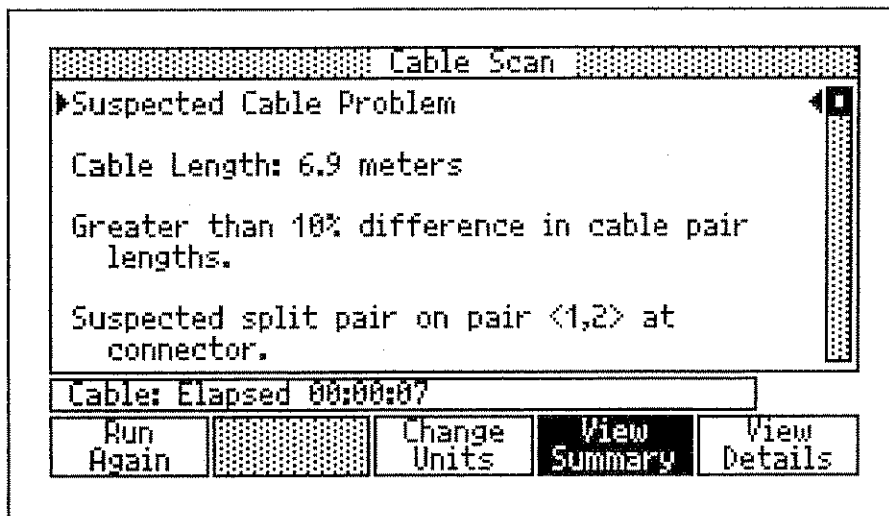 Cable Scan
Suspected Cable Problem
Cable Length: 6.9 meters
Greater than 10% difference in cable pair
lengths.
Suspected split pair on pair <1,2> at
connector.
Cable: Elapsed 00:00:07
Run
Again
Change
Units
View
Summary
View
Details